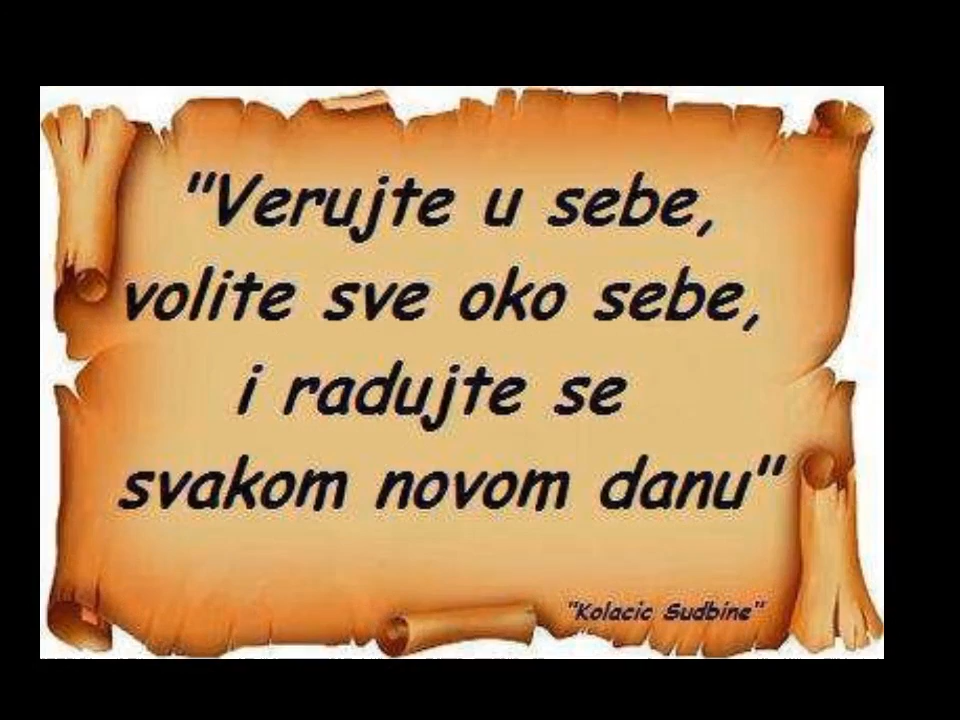 "Verujte u sebe,
volite sve oko sebe,
i radujte se
svakom novom danu"
"Kolacic Sudbine"